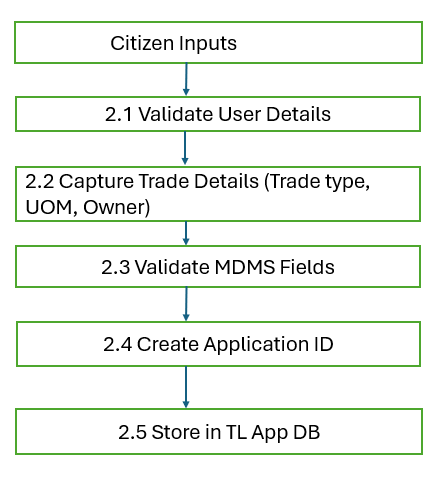 Citizen Inputs
2.1 Validate User Details
2.2 Capture Trade Details (Trade type,
UOM, Owner)
2.3 Validate MDMS Fields
2.4 Create Application ID
2.5 Store in TL App DB